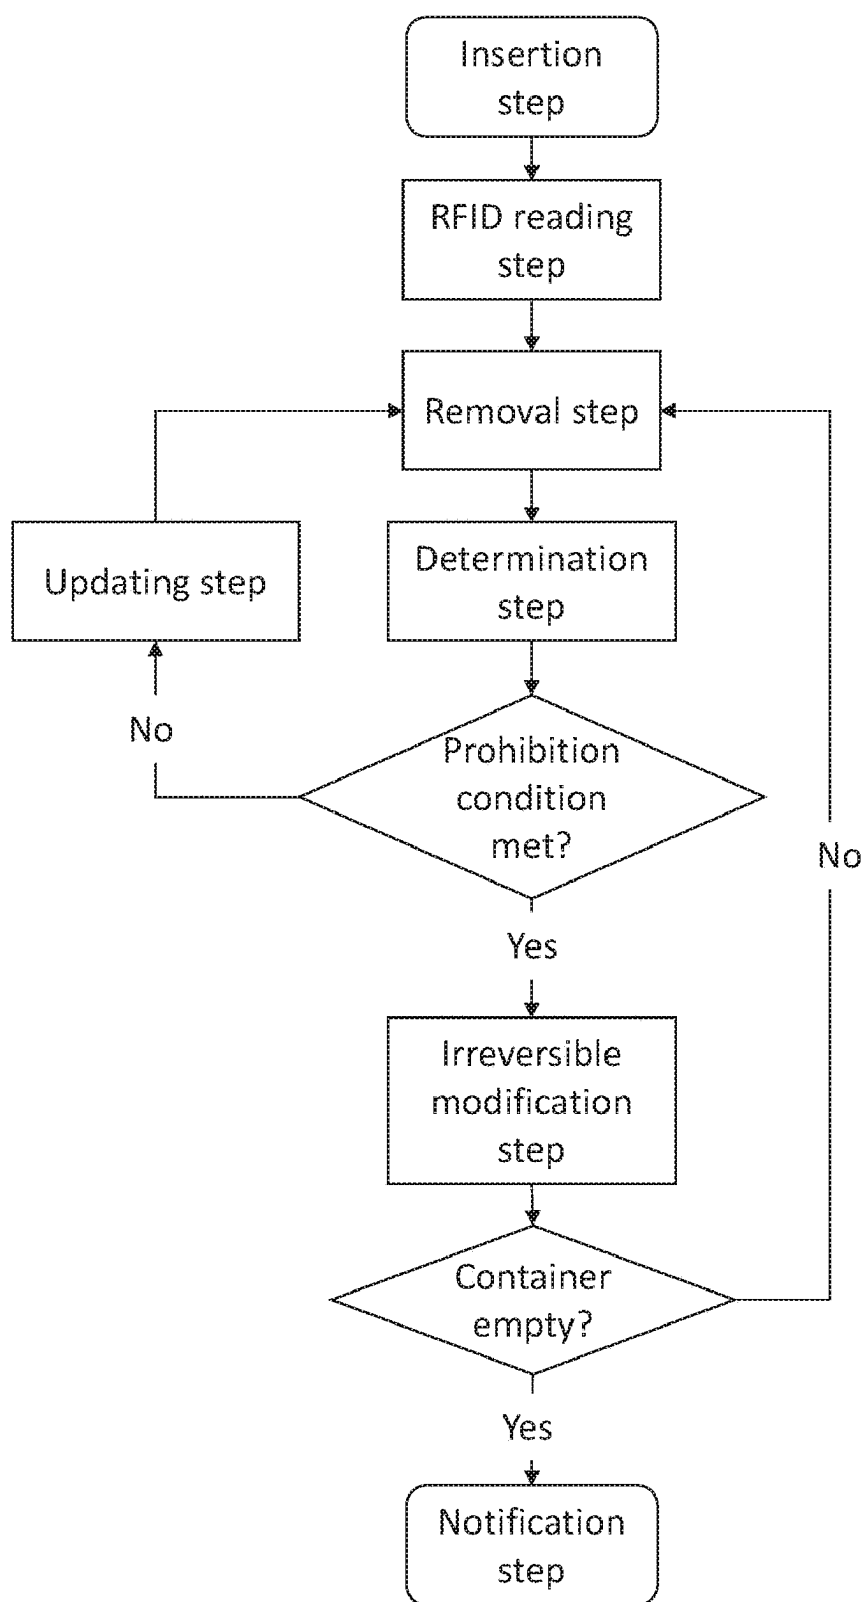 Insertion
step
RFID reading
step
Removal step
Updating step
Determination
step
No
Prohibition
condition
met?
No
Yes
Irreversible
modification
step
Container
empty?
Yes
Notification
step